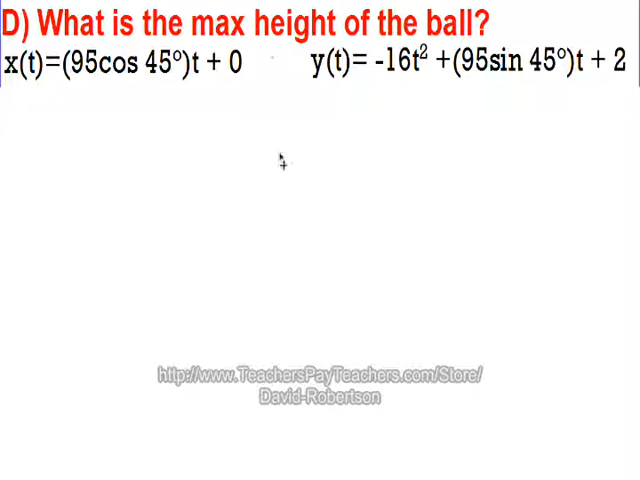 D) What is the max height of the ball?
x(t)=(95cos 45°)t + 0 y(t)= -16t² +(95sin 45°)t + 2
http://www.TeachersPayTeachers.com/Store/
David-Robertson